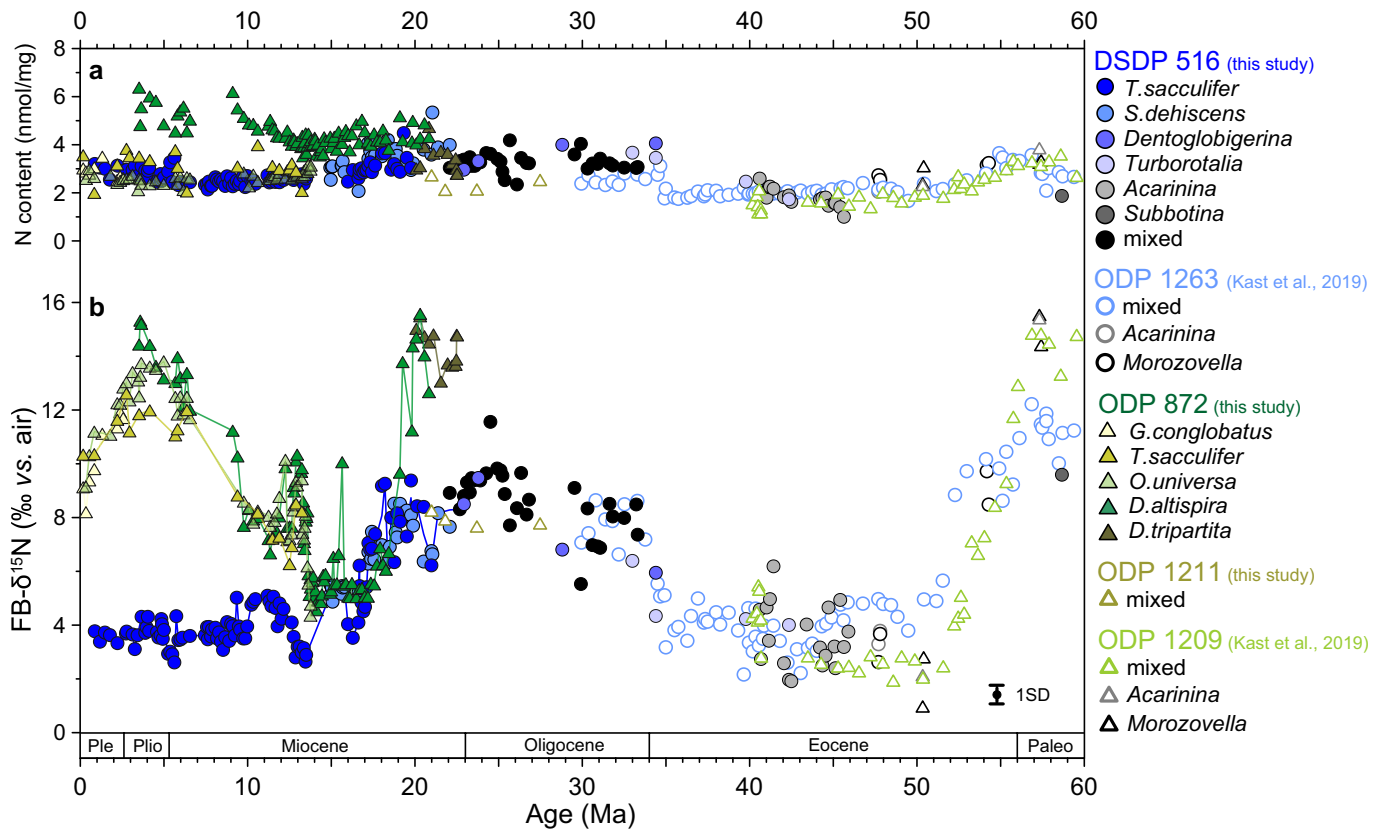 0 10 20 30 40 50 60
8
6
4
2
0
N content (nmol/mg)
a
16
12
8
4
0
FB-δ¹⁵N (‰ vs. air)
b
1SD
Ple Plio Miocene Oligocene Eocene Paleo
0 10 20 30 40 50 60
Age (Ma)
DSDP 516 (this study)
T.sacculifer
S.dehiscens
Dentoglobigerina
Turborotalia
Acarinina
Subbotina
mixed
ODP 1263 (Kast et al., 2019)
mixed
Acarinina
Morozovella
ODP 872 (this study)
G.conglobatus
T.sacculifer
O.universa
D.altispira
D.tripartita
ODP 1211 (this study)
mixed
ODP 1209 (Kast et al., 2019)
mixed
Acarinina
Morozovella